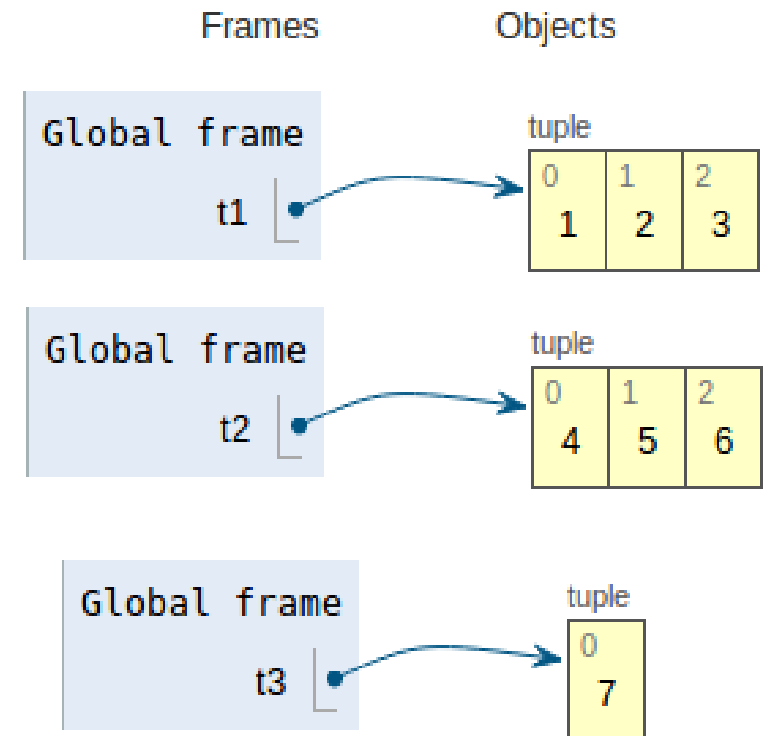 Frames Objects
Global frame
tuple
0 1 2
t1
1 2 3
Global frame
tuple
0 1 2
t2
4 5 6
Global frame
tuple
0
t3
7